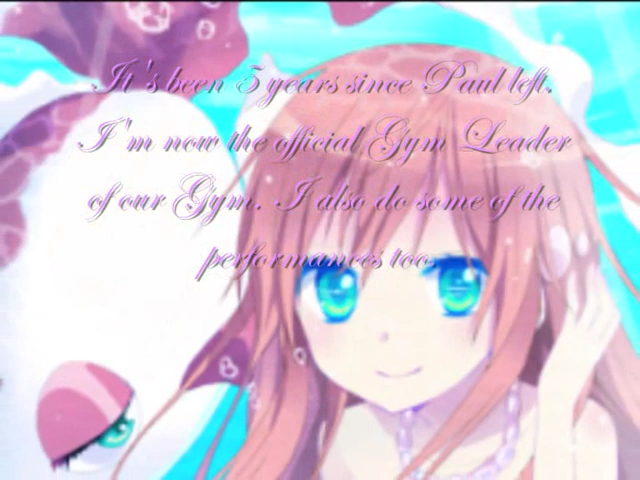 It's been 5 years since Paul left.
I'm now the official Gym Leader
of our Gym. I also do some of the
performances too.